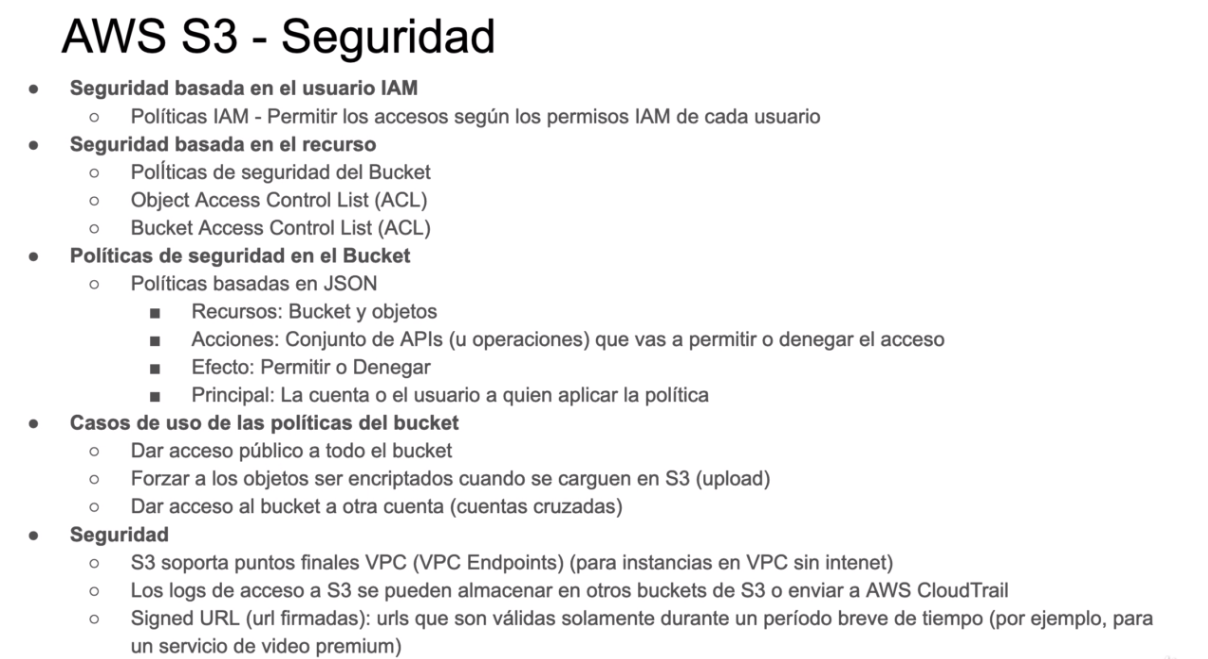 AWS S3 - Seguridad
● Seguridad basada en el usuario IAM
○ Políticas IAM - Permitir los accesos según los permisos IAM de cada usuario
● Seguridad basada en el recurso
○ PolÍticas de seguridad del Bucket
○ Object Access Control List (ACL)
○ Bucket Access Control List (ACL)
● Políticas de seguridad en el Bucket
○ Políticas basadas en JSON
■ Recursos: Bucket y objetos
■ Acciones: Conjunto de APIs (u operaciones) que vas a permitir o denegar el acceso
■ Efecto: Permitir o Denegar
■ Principal: La cuenta o el usuario a quien aplicar la política
● Casos de uso de las políticas del bucket
○ Dar acceso público a todo el bucket
○ Forzar a los objetos ser encriptados cuando se carguen en S3 (upload)
○ Dar acceso al bucket a otra cuenta (cuentas cruzadas)
● Seguridad
○ S3 soporta puntos finales VPC (VPC Endpoints) (para instancias en VPC sin intenet)
○ Los logs de acceso a S3 se pueden almacenar en otros buckets de S3 o enviar a AWS CloudTrail
○ Signed URL (url firmadas): urls que son válidas solamente durante un período breve de tiempo (por ejemplo, para
un servicio de video premium)